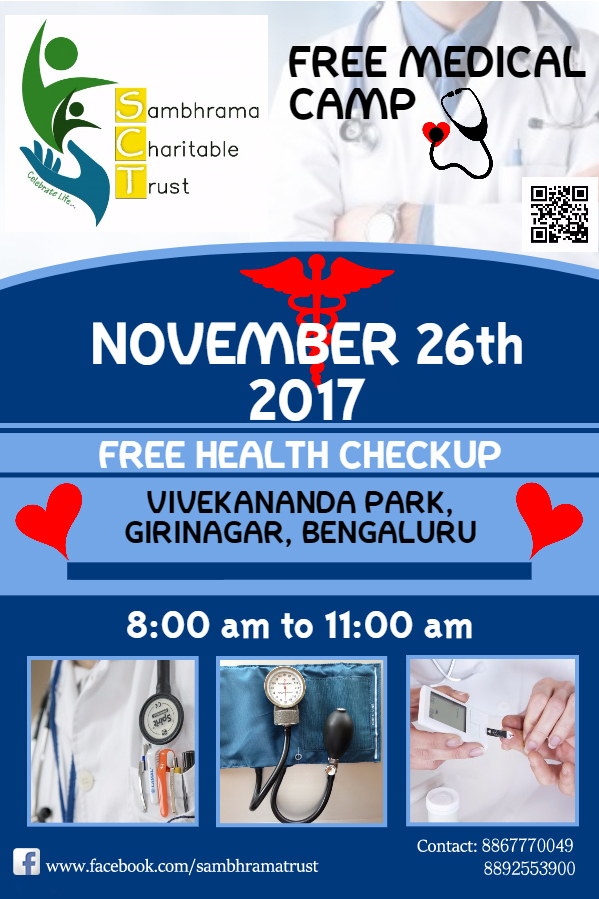 Sambhrama
Charitable
Trust
Celebrate Life...
FREE MEDICAL
CAMP
NOVEMBER 26th
2017
FREE HEALTH CHECKUP
VIVEKANANDA PARK,
GIRINAGAR, BENGALURU
8:00 am to 11:00 am
Spirit
www.facebook.com/sambhramatrust
Contact: 8867770049
8892553900